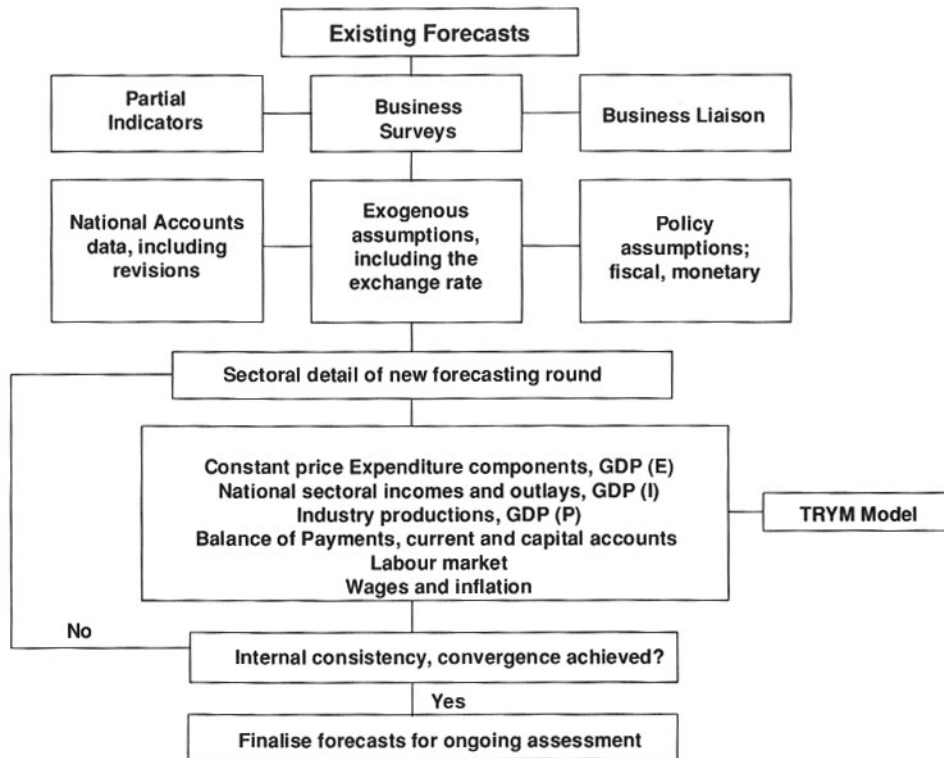 Existing Forecasts
Partial
Indicators
Business
Surveys
Business Liaison
National Accounts
data, including
revisions
Exogenous
assumptions,
including the
exchange rate
Policy
assumptions;
fiscal, monetary
Sectoral detail of new forecasting round
Constant price Expenditure components, GDP (E)
National sectoral incomes and outlays, GDP (I)
Industry productions, GDP (P)
Balance of Payments, current and capital accounts
Labour market
Wages and inflation
TRYM Model
No
Internal consistency, convergence achieved?
Yes
Finalise forecasts for ongoing assessment